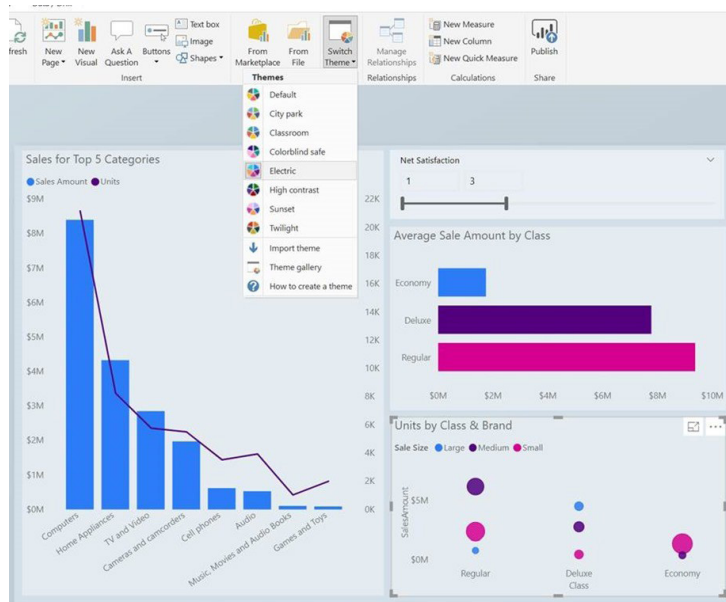 fresh
New
Page
New
Visual
Ask A
Question
Buttons
Text box
Image
Shapes
From
Marketplace
From
File
Switch
Theme
Manage
Relationships
New Measure
New Column
New Quick Measure
Publish
Insert
Relationships
Calculations
Share
Themes
Default
City park
Classroom
Colorblind safe
Electric
High contrast
Sunset
Twilight
Import theme
Theme gallery
How to create a theme
Sales for Top 5 Categories
Sales Amount Units
$9M
$8M
$7M
$6M
$5M
$4M
$3M
$2M
$1M
$0M
22K
20K
18K
16K
14K
12K
10K
8K
6K
4K
2K
0K
Computers
Home Appliances
TV and Video
Cameras and camcorders
Cell phones
Audio
Music, Movies and Audio Books
Games and Toys
Net Satisfaction
1 3
Average Sale Amount by Class
Economy
Deluxe
Regular
$0M $2M $4M $6M $8M $10M
Units by Class & Brand
Sale Size Large Medium Small
SalesAmount
$5M
$0M
Regular Deluxe Economy
Class